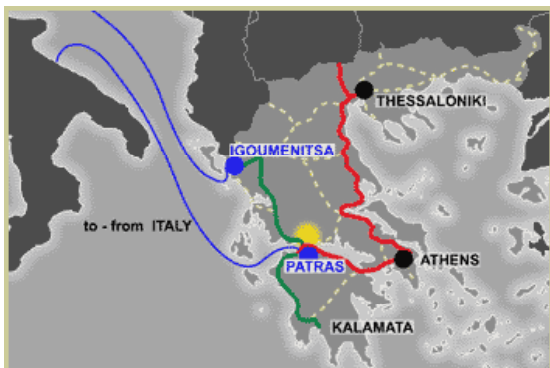 THESSALONIKI
IGOUMENITSA
to - from ITALY
ATHENS
PATRAS
KALAMATA